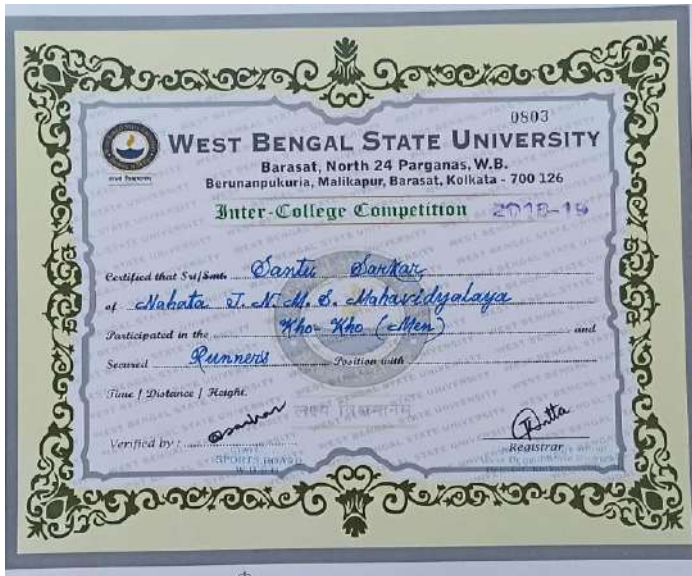 0803
WEST BENGAL STATE UNIVERSITY
Barasat, North 24 Parganas, W.B.
Berunanpukuria, Malikapur, Barasat, Kolkata - 700 126
Inter-College Competition 2018-19
Certified that Sri/Smt. Santu Sarkar
of Nahata J. N. M. S. Mahavidyalaya
Participated in the Kho-Kho (Men) and
Secured Runners Position with
Time / Distance / Height.
Verified by :
Registrar
SPORTS BOARD